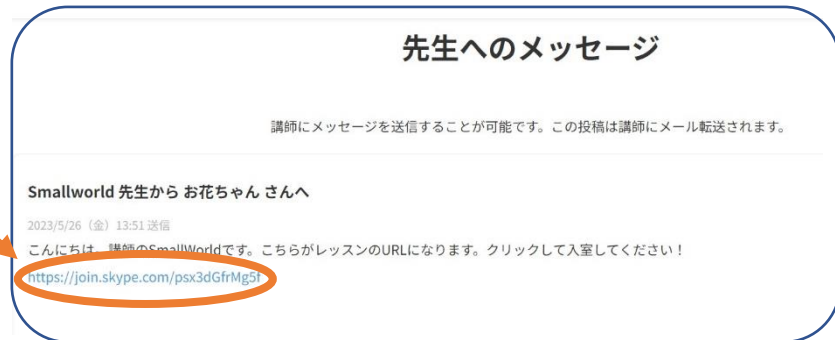 先生へのメッセージ
講師にメッセージを送信することが可能です。この投稿は講師にメール転送されます。
Smallworld 先生から お花ちゃん さんへ
2023/5/26（金）13:51 送信
こんにちは、講師のSmallWorldです。こちらがレッスンのURLになります。クリックして入室してください！
https://join.skype.com/psx3dGfrMg5f